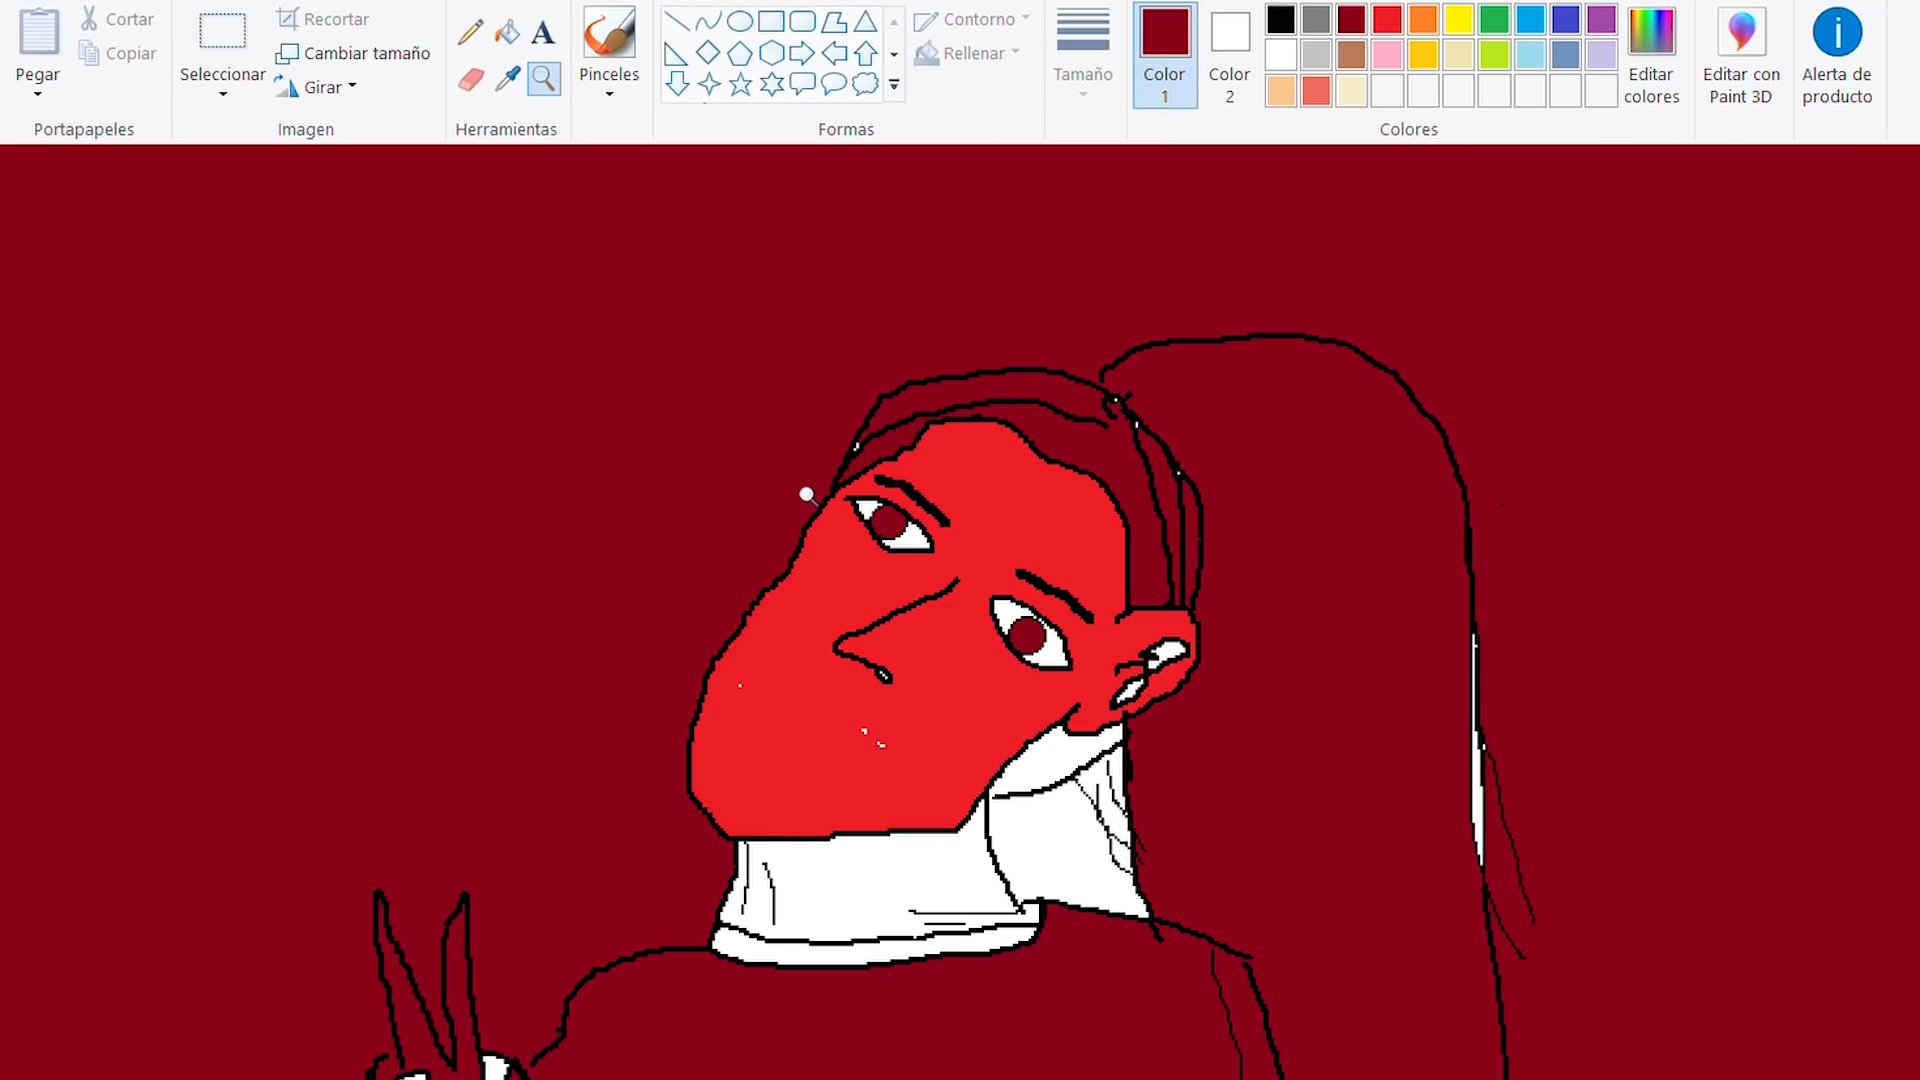 Pegar
Cortar
Copiar
Portapapeles
Seleccionar
Recortar
Cambiar tamaño
Girar
Imagen
A
Herramientas
Pinceles
Formas
Contorno
Rellenar
Tamaño
Color
1
Color
2
Colores
Editar
colores
Editar con
Paint 3D
i
Alerta de
producto